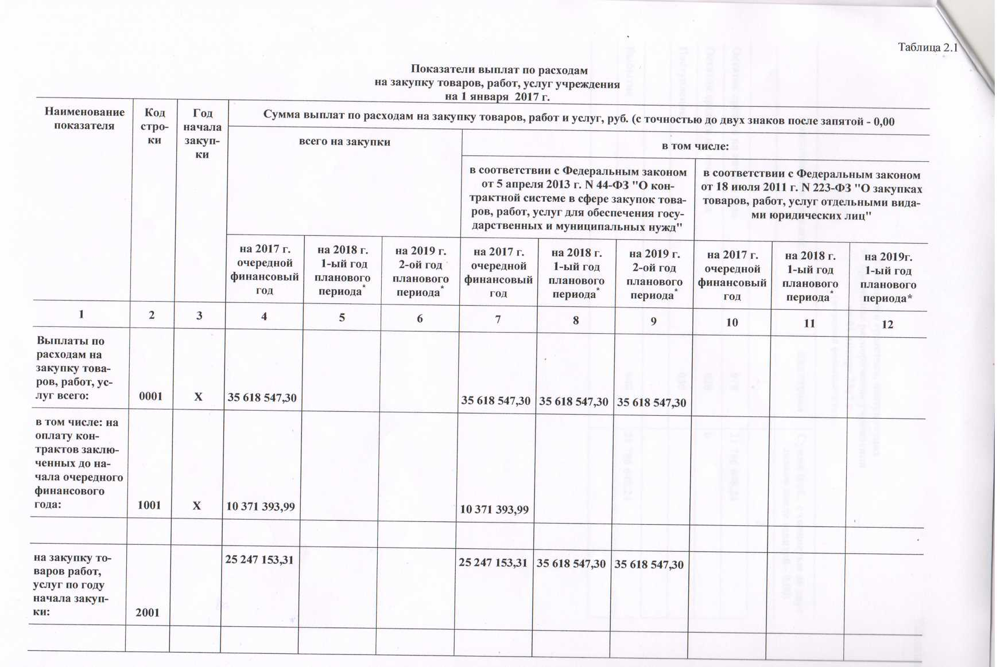 Таблица 2.1
Показатели выплат по расходам
на закупку товаров, работ, услуг учреждения
на 1 января 2017 г.
Наименование
показателя
Код
стро-
ки
Год
начала
закуп-
ки
Сумма выплат по расходам на закупку товаров, работ и услуг, руб. (с точностью до двух знаков после запятой - 0,00
всего на закупки
в том числе:
в соответствии с Федеральным законом
от 5 апреля 2013 г. N 44-ФЗ "О кон-
трактной системе в сфере закупок това-
ров, работ, услуг для обеспечения госу-
дарственных и муниципальных нужд"
в соответствии с Федеральным законом
от 18 июля 2011 г. N 223-ФЗ "О закупках
товаров, работ, услуг отдельными вида-
ми юридических лиц"
на 2017 г.
очередной
финансовый
год
на 2018 г.
1-ый год
планового
периода*
на 2019 г.
2-ой год
планового
периода*
на 2017 г.
очередной
финансовый
год
на 2018 г.
1-ый год
планового
периода*
на 2019 г.
2-ой год
планового
периода*
на 2017 г.
очередной
финансовый
год
на 2018 г.
1-ый год
планового
периода*
на 2019г.
1-ый год
планового
периода*
1 2 3 4 5 6 7 8 9 10 11 12
Выплаты по
расходам на
закупку това-
ров, работ, ус-
луг всего:
0001 X 35 618 547,30 35 618 547,30 35 618 547,30 35 618 547,30
в том числе: на
оплату кон-
трактов заклю-
ченных до на-
чала очередного
финансового
года:
1001 X 10 371 393,99 10 371 393,99
на закупку то-
варов работ,
услуг по году
начала закуп-
ки:
2001
25 247 153,31 25 247 153,31 35 618 547,30 35 618 547,30